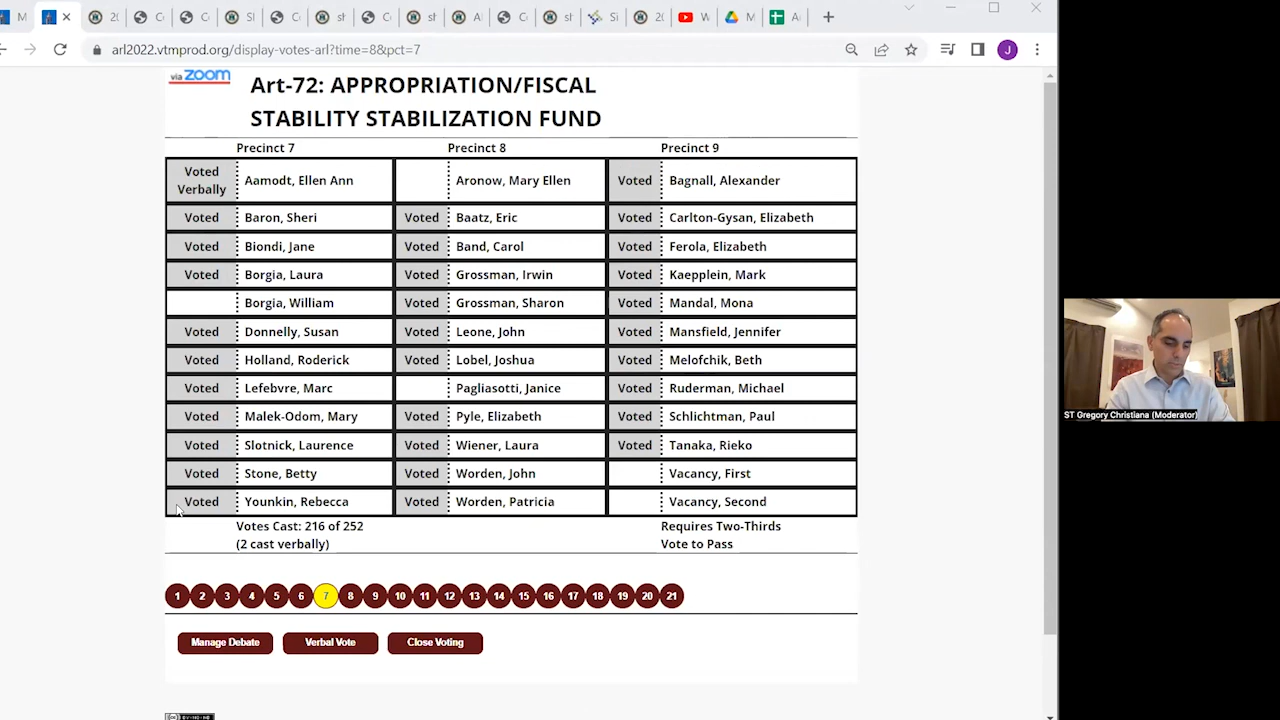 M
20
C
C
Sl
C
sh
C
sh
A
C
sh
Si
20
W
M
A
arl2022.vtmprod.org/display-votes-arl?time=8&pct=7
J
via zoom
Art-72: APPROPRIATION/FISCAL
STABILITY STABILIZATION FUND
Precinct 7 Precinct 8 Precinct 9
Voted Verbally Aamodt, Ellen Ann Aronow, Mary Ellen Voted Bagnall, Alexander
Voted Baron, Sheri Voted Baatz, Eric Voted Carlton-Gysan, Elizabeth
Voted Biondi, Jane Voted Band, Carol Voted Ferola, Elizabeth
Voted Borgia, Laura Voted Grossman, Irwin Voted Kaepplein, Mark
Borgia, William Voted Grossman, Sharon Voted Mandal, Mona
Voted Donnelly, Susan Voted Leone, John Voted Mansfield, Jennifer
Voted Holland, Roderick Voted Lobel, Joshua Voted Melofchik, Beth
Voted Lefebvre, Marc Pagliasotti, Janice Voted Ruderman, Michael
Voted Malek-Odom, Mary Voted Pyle, Elizabeth Voted Schlichtman, Paul
Voted Slotnick, Laurence Voted Wiener, Laura Voted Tanaka, Rieko
Voted Stone, Betty Voted Worden, John Vacancy, First
Voted Younkin, Rebecca Voted Worden, Patricia Vacancy, Second
Votes Cast: 216 of 252 Requires Two-Thirds
(2 cast verbally) Vote to Pass
1 2 3 4 5 6 7 8 9 10 11 12 13 14 15 16 17 18 19 20 21
Manage Debate Verbal Vote Close Voting
ST Gregory Christiana (Moderator)